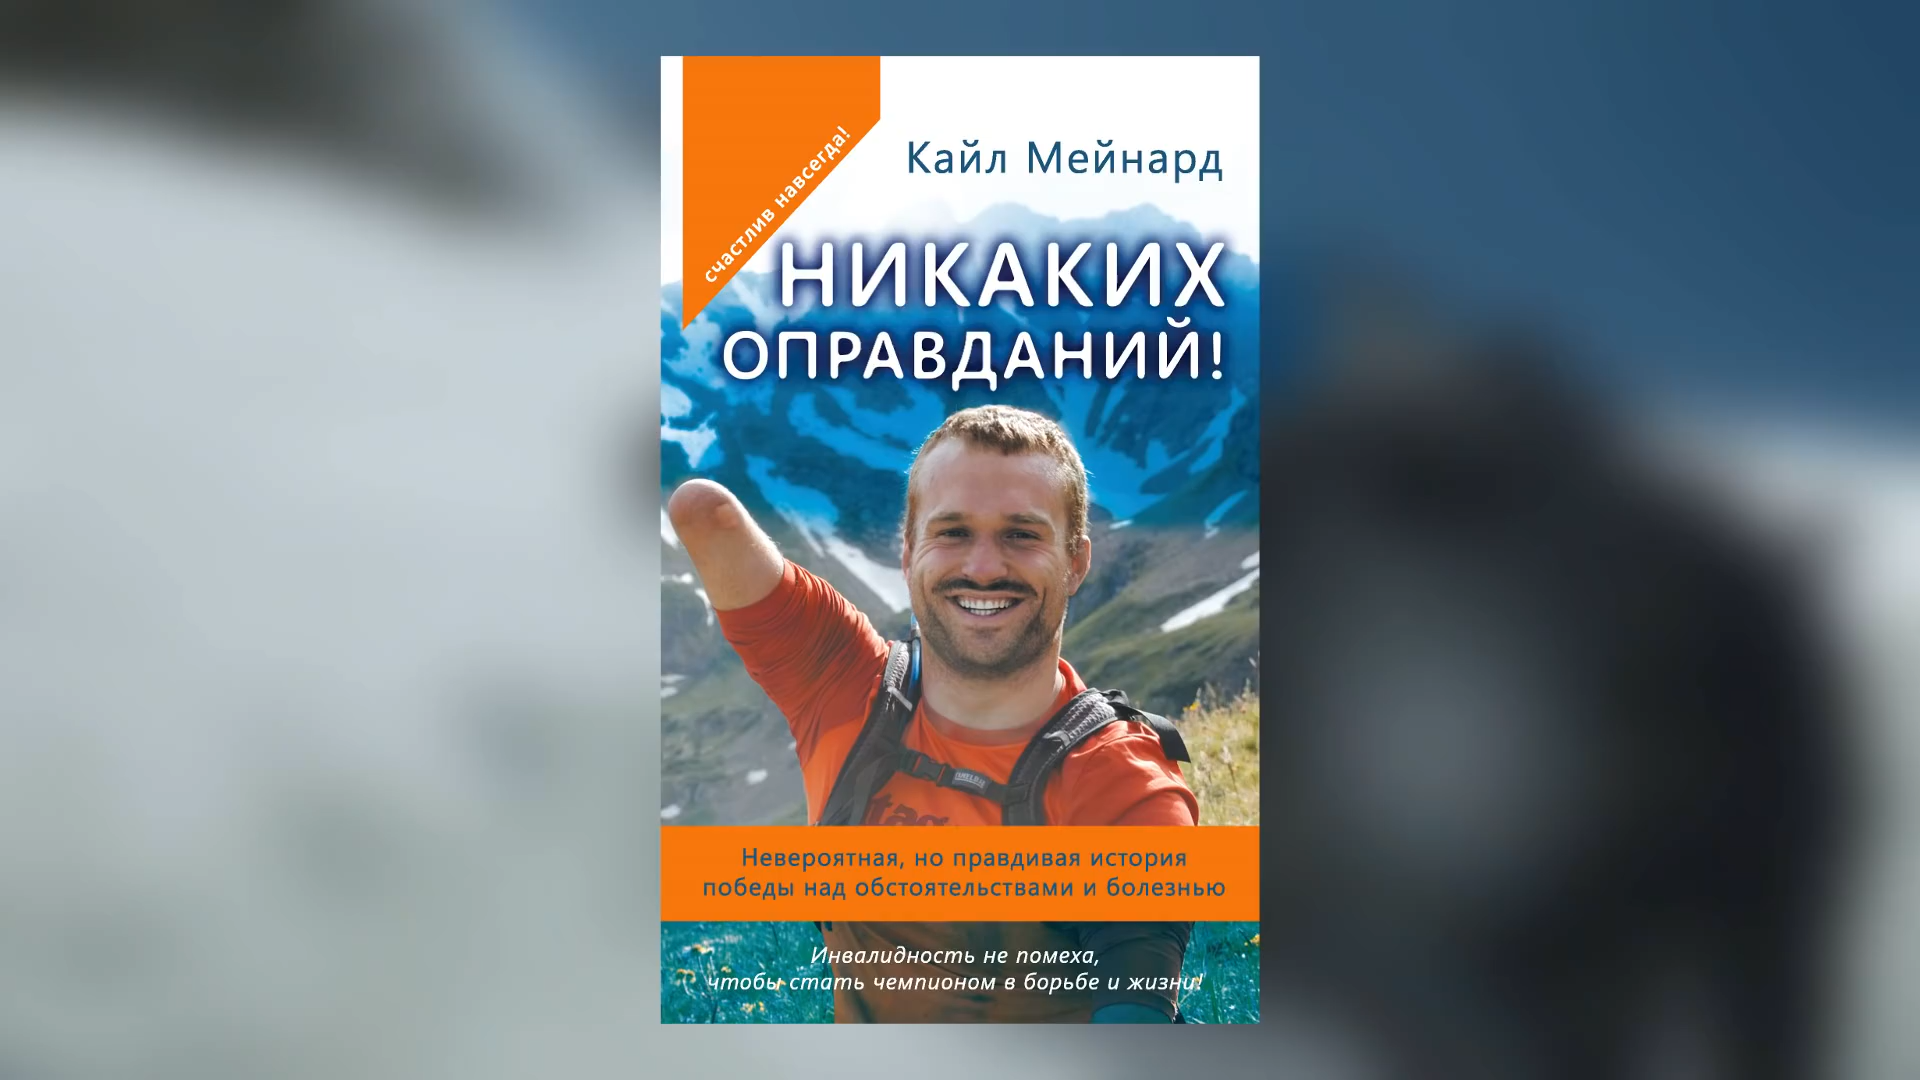 счастлив навсегда!
Кайл Мейнард
НИКАКИХ
ОПРАВДАНИЙ!
Невероятная, но правдивая история
победы над обстоятельствами и болезнью
Инвалидность не помеха,
чтобы стать чемпионом в борьбе и жизни!